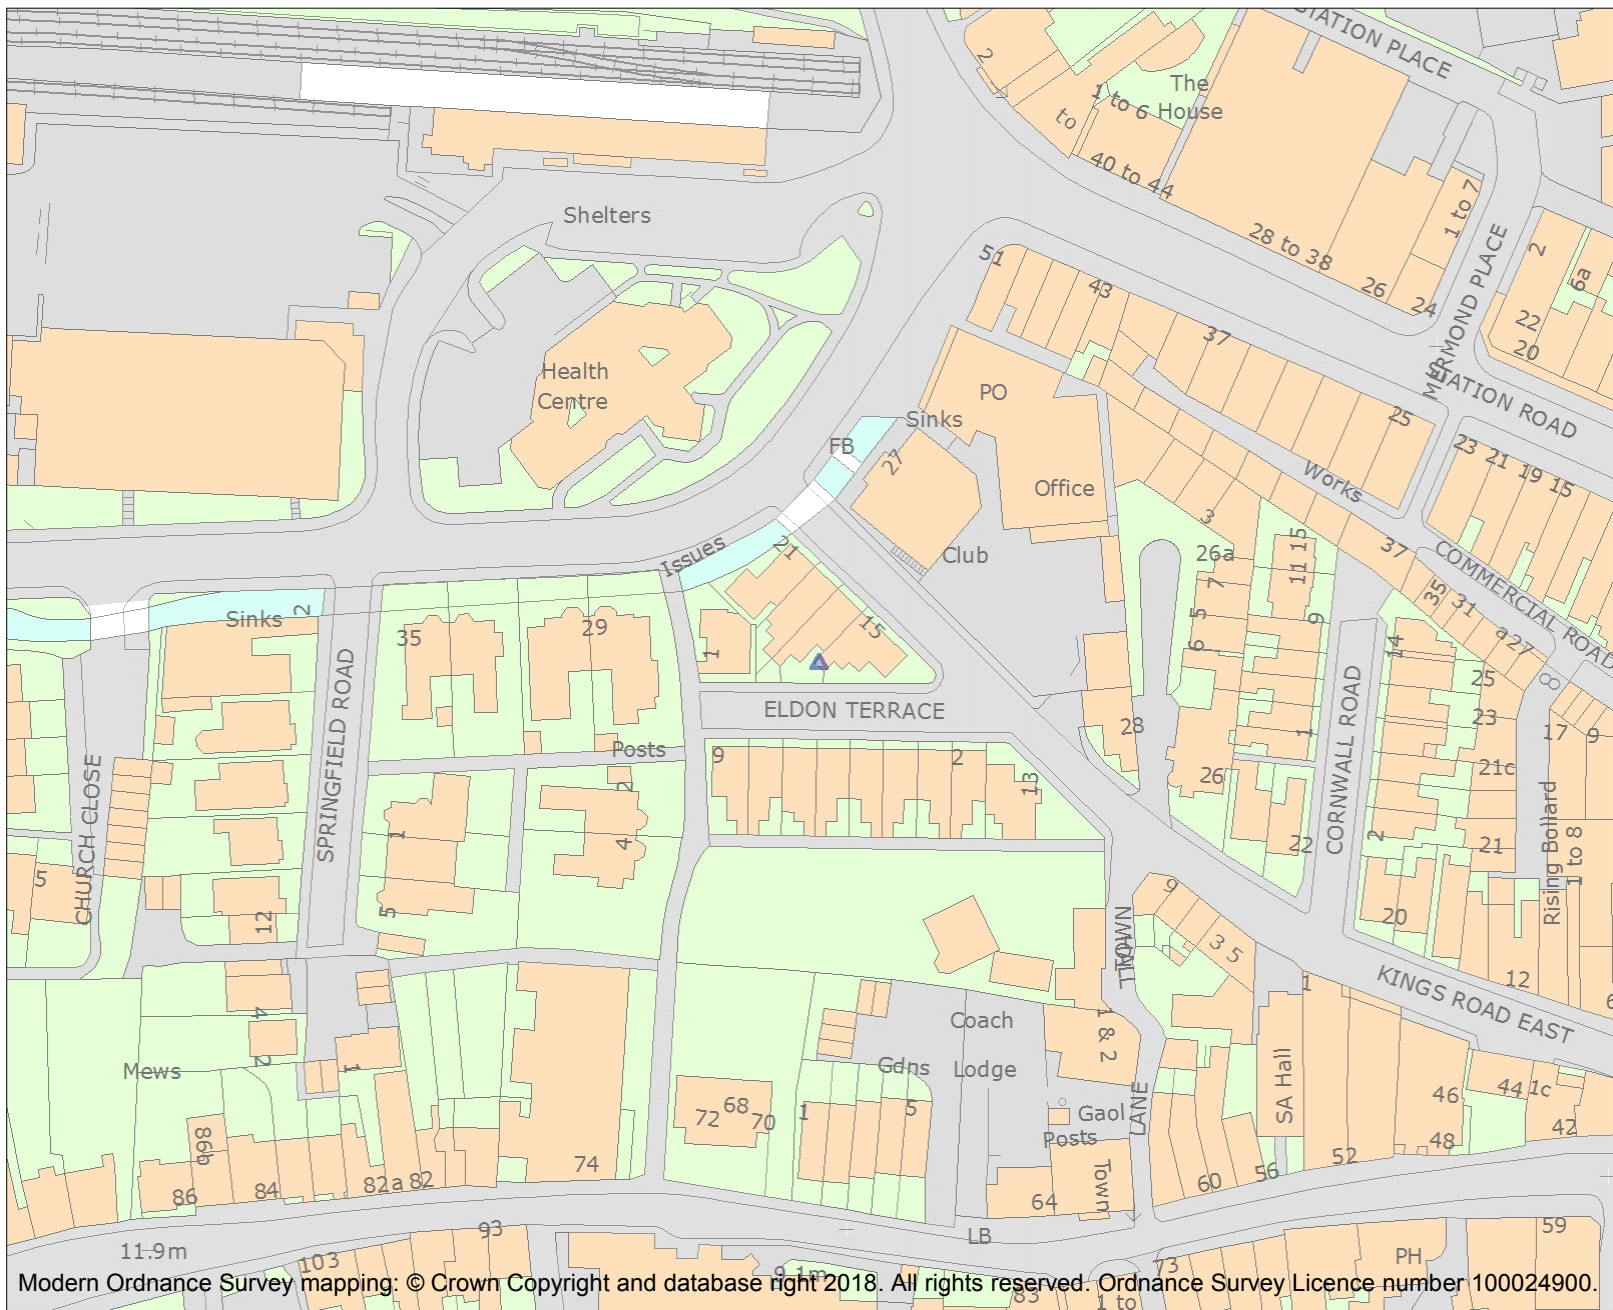 STATION PLACE
2
The
House
1 to 6
to
40 to 44
1 to 7
28 to 38
26
24
MERMOND PLACE
2
6a
22
20
Shelters
51
43
37
25
STATION ROAD
23 21 19 15
Health
Centre
PO
Sinks
FB
27
Office
Works
Club
3
26a
37
COMMERCIAL ROAD
Issues
21
15
11 15
7
5
6
9
35
31
a
27
8
Sinks
2
35
29
1
14
25
23
ELDON TERRACE
SPRINGFIELD ROAD
CHURCH CLOSE
CORNWALL ROAD
28
26
1
17
9
21c
21
Rising Bollard
1 to 8
Posts
9
2
13
2
4
1
5
5
12
22
2
20
12
6
9
3 5
TOWN
LANE
KINGS ROAD EAST
1
Coach
Lodge
Gdns
1 & 2
SA Hall
Mews
4
2
1
68
72
70
1
5
Gaol
Posts
Town
46
44 1c
42
48
52
56
60
64
74
86b
86
84
82a
82
93
103
11.9m
LB
9.1m
73
83
1 to
PH
59
Modern Ordnance Survey mapping: © Crown Copyright and database right 2018. All rights reserved. Ordnance Survey Licence number 100024900.